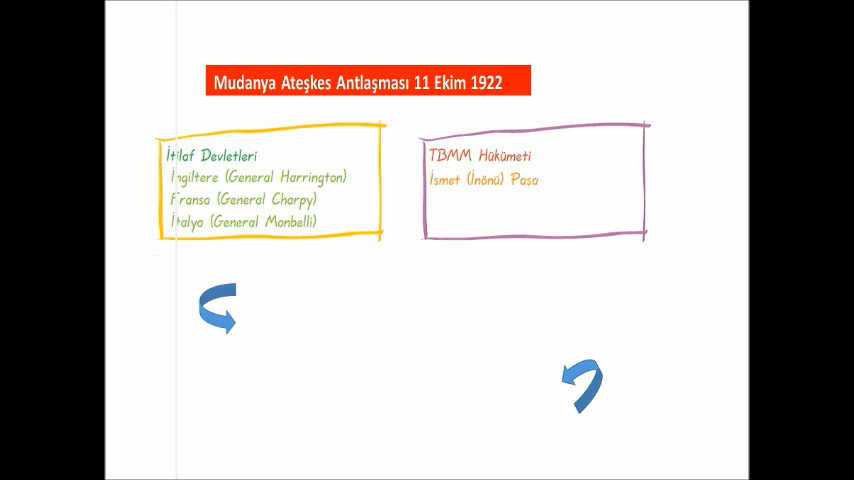 Mudanya Ateşkes Antlaşması 11 Ekim 1922
İtilaf Devletleri
İngiltere (General Harrington)
Fransa (General Charpy)
İtalya (General Monbelli)
TBMM Hükümeti
İsmet (İnönü) Paşa